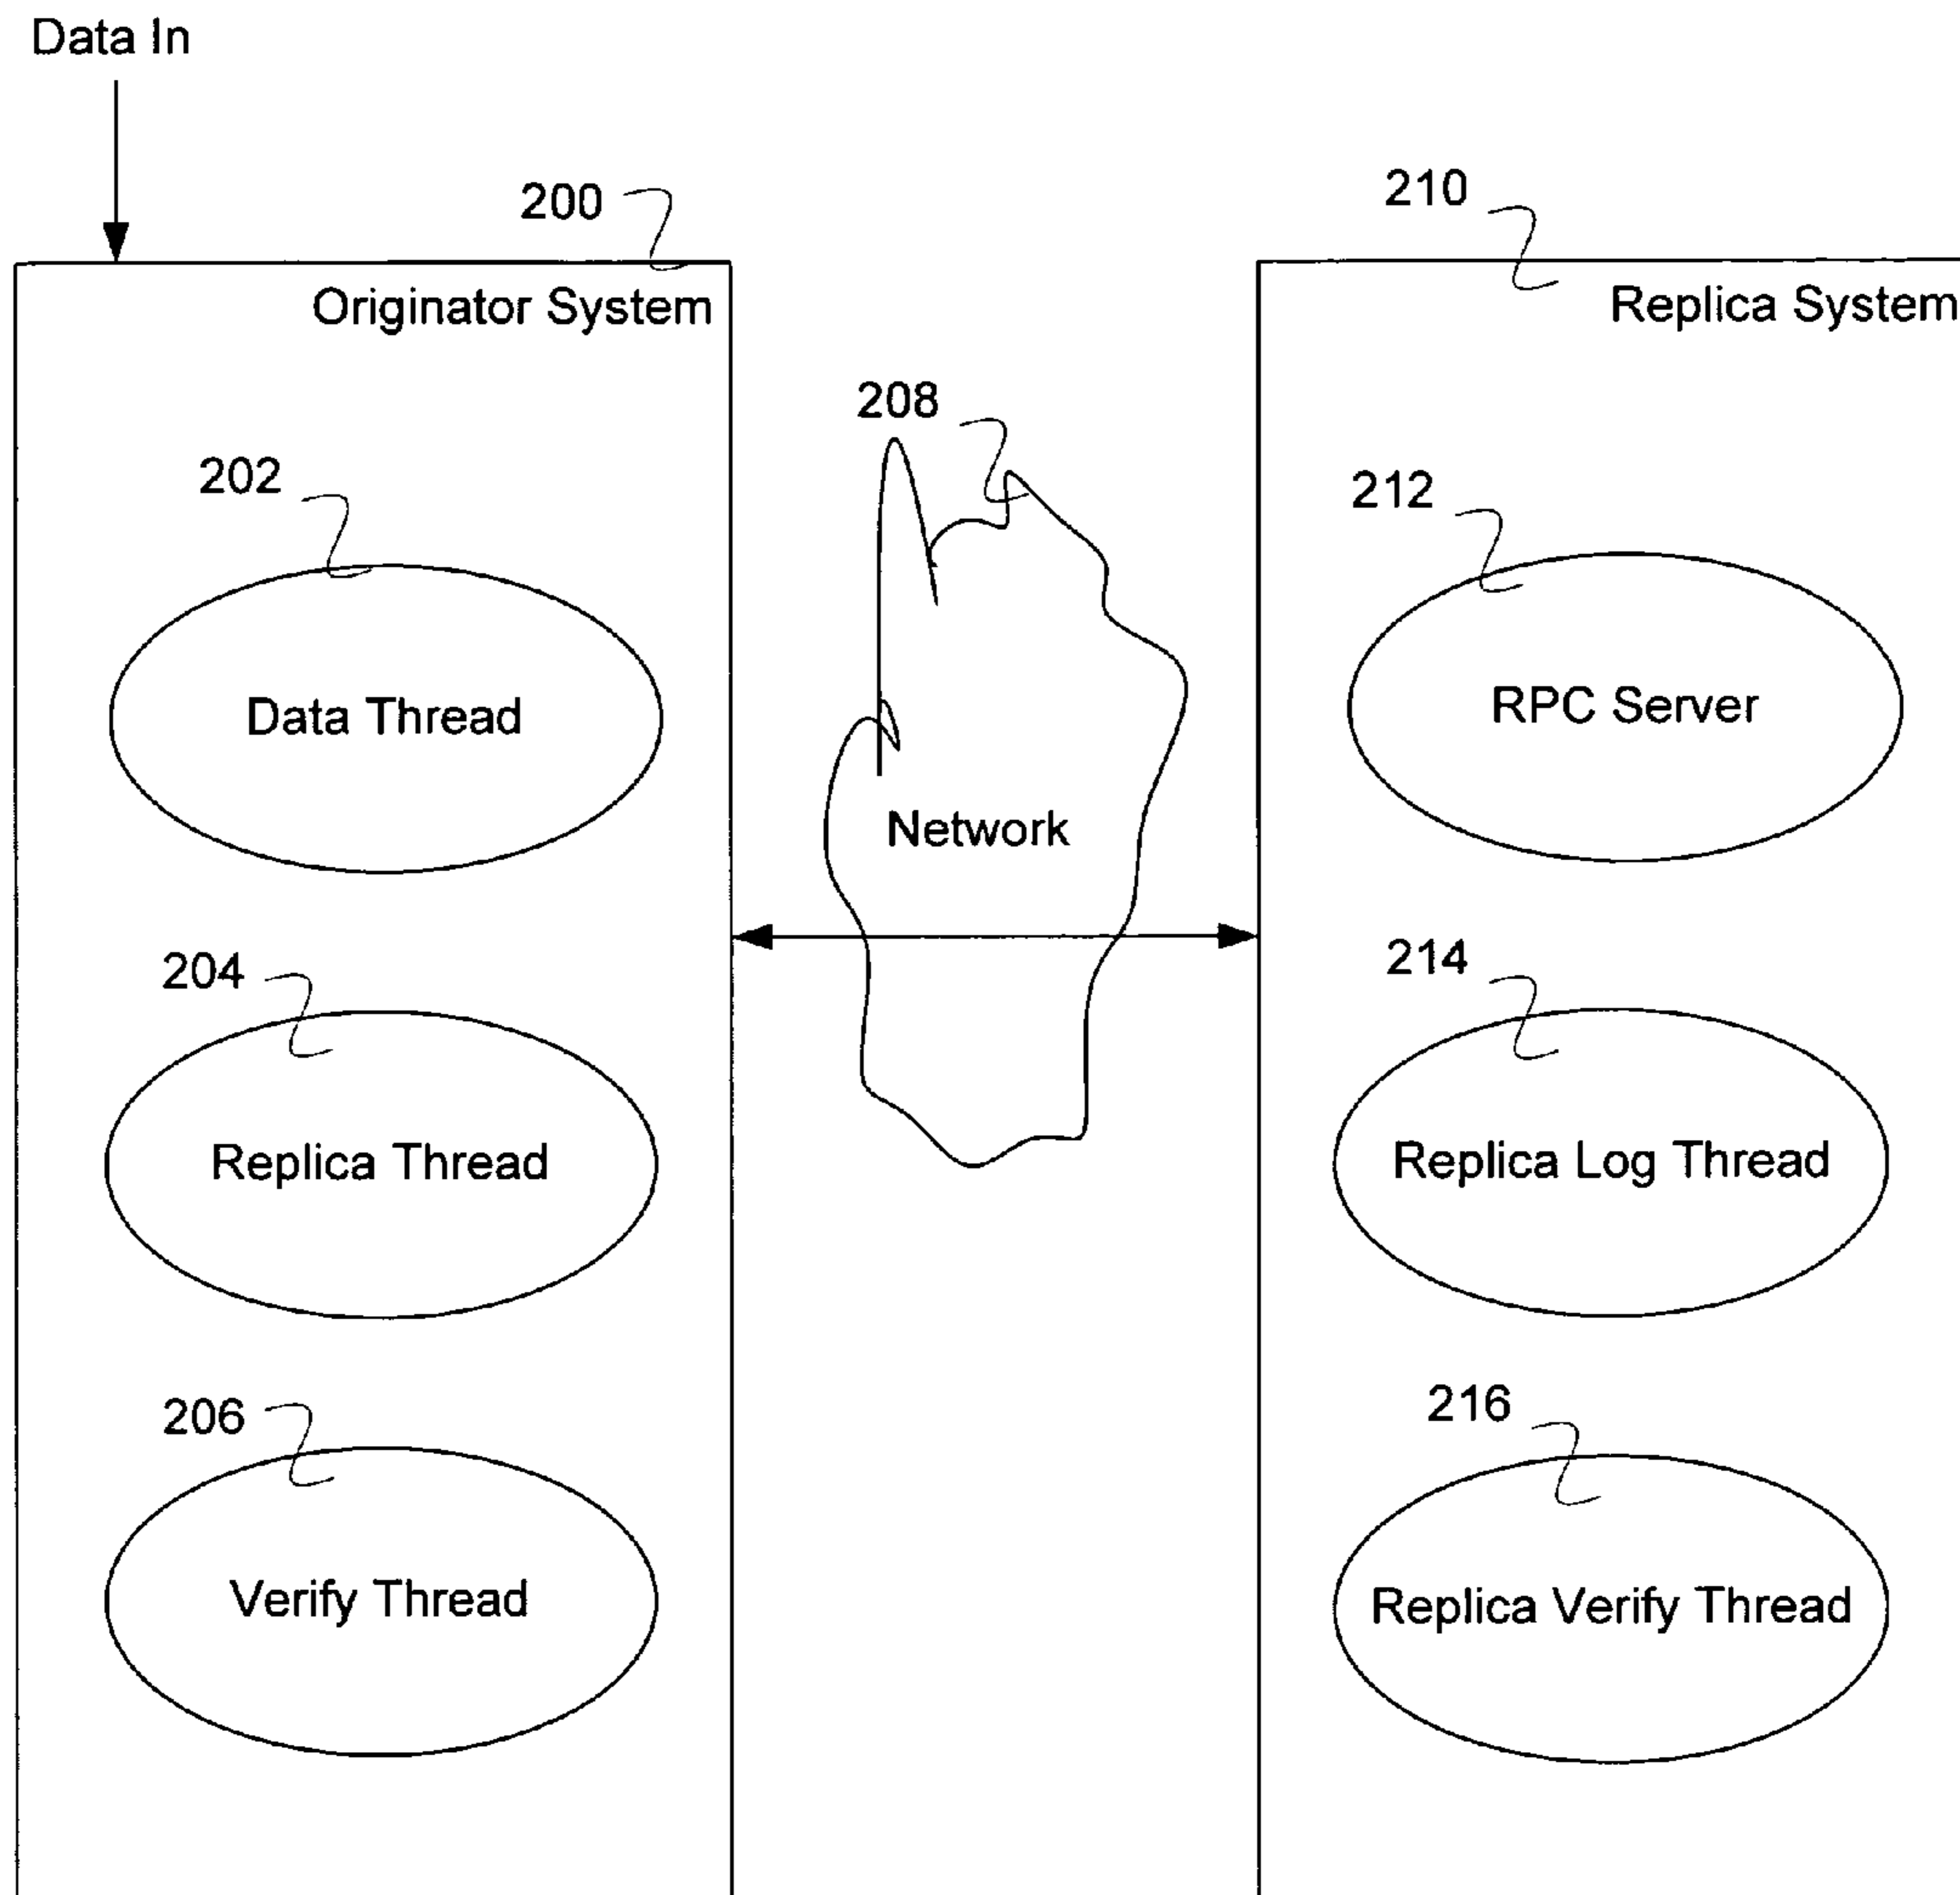 Data In
200
Originator System
202
Data Thread
204
Replica Thread
206
Verify Thread
208
Network
210
Replica System
212
RPC Server
214
Replica Log Thread
216
Replica Verify Thread